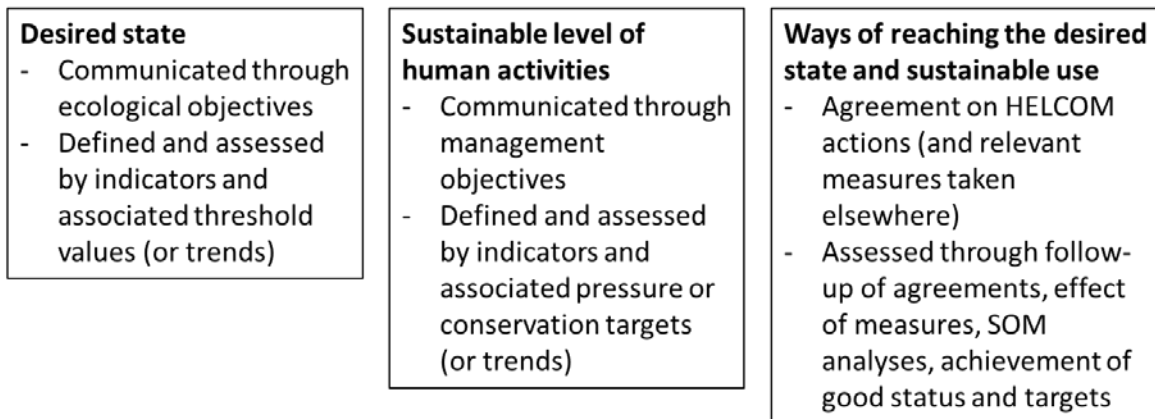 Desired state
- Communicated through
ecological objectives
- Defined and assessed
by indicators and
associated threshold
values (or trends)
Sustainable level of
human activities
- Communicated through
management
objectives
- Defined and assessed
by indicators and
associated pressure or
conservation targets
(or trends)
Ways of reaching the desired
state and sustainable use
- Agreement on HELCOM
actions (and relevant
measures taken
elsewhere)
- Assessed through follow-
up of agreements, effect
of measures, SOM
analyses, achievement of
good status and targets